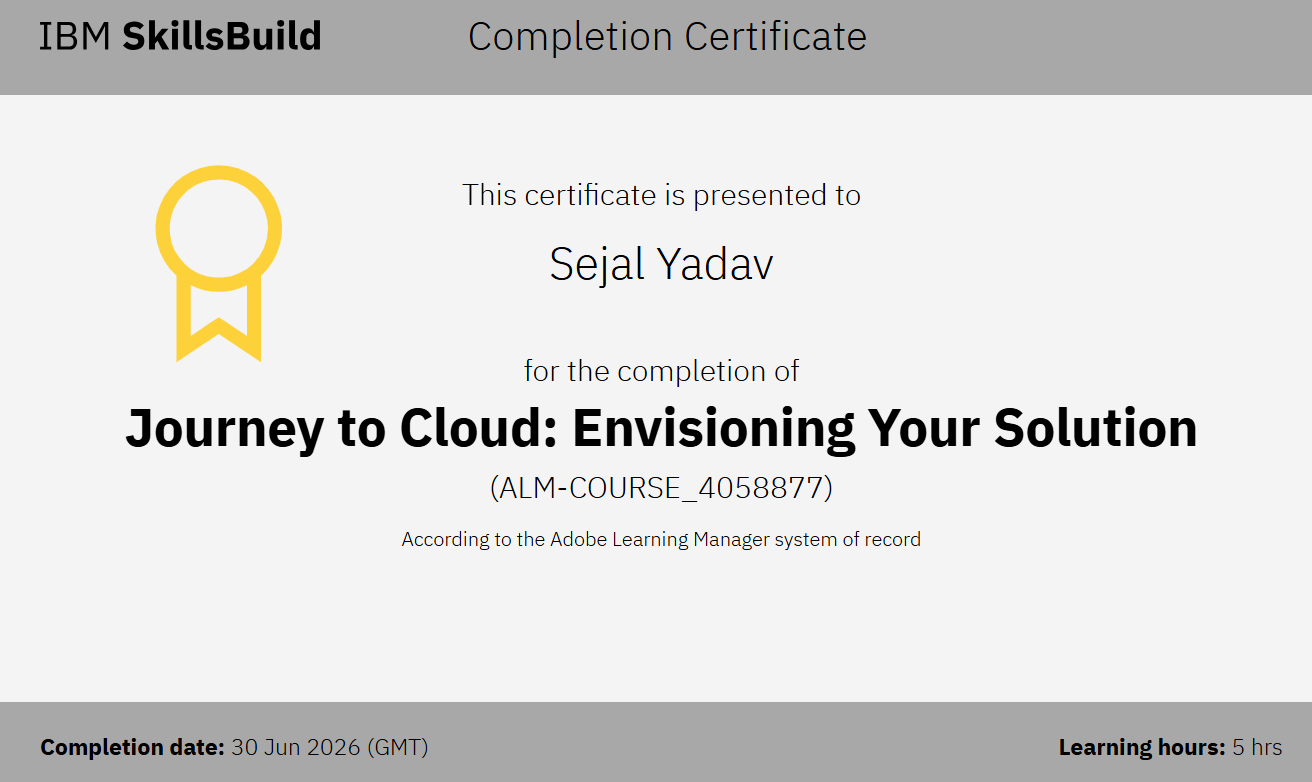 IBM SkillsBuild
Completion Certificate
This certificate is presented to
Sejal Yadav
for the completion of
Journey to Cloud: Envisioning Your Solution
(ALM-COURSE_4058877)
According to the Adobe Learning Manager system of record
Completion date: 30 Jun 2026 (GMT)
Learning hours: 5 hrs